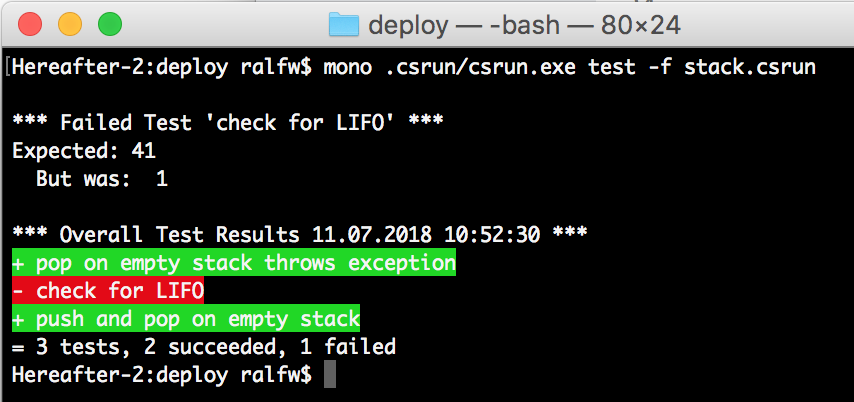 deploy — -bash — 80×24
[Hereafter-2:deploy ralfw$ mono .csrun/csrun.exe test -f stack.csrun
*** Failed Test 'check for LIFO' ***
Expected: 41
But was:  1
*** Overall Test Results 11.07.2018 10:52:30 ***
+ pop on empty stack throws exception
- check for LIFO
+ push and pop on empty stack
= 3 tests, 2 succeeded, 1 failed
Hereafter-2:deploy ralfw$